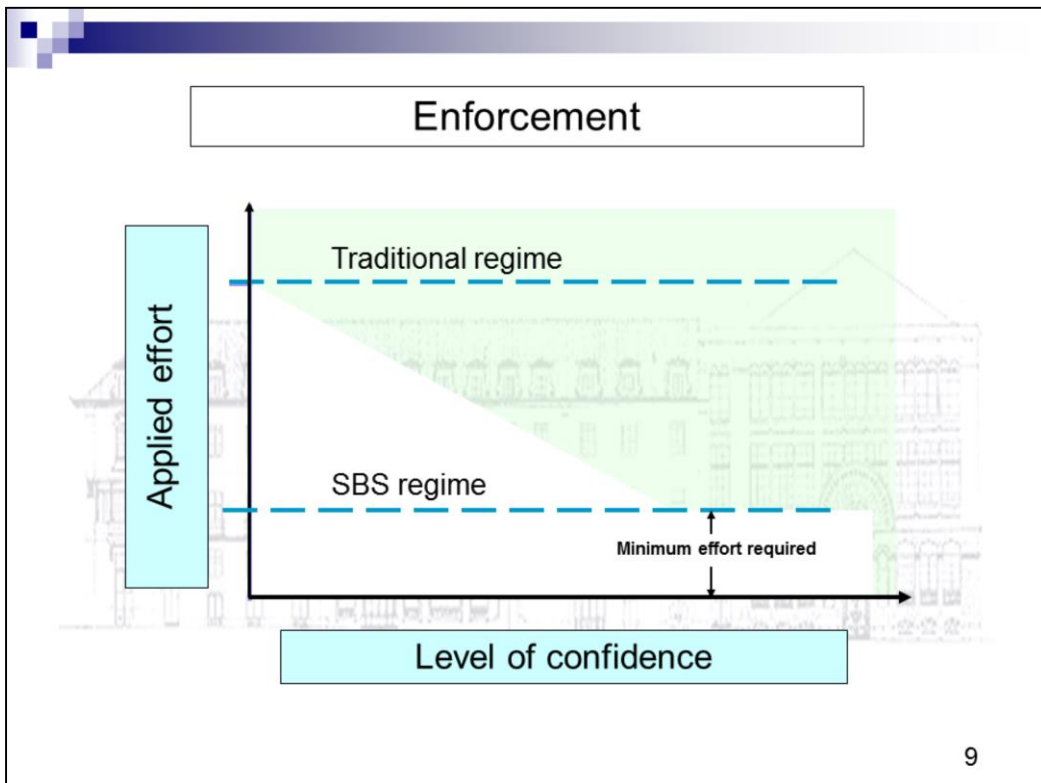 Enforcement
Traditional regime
Applied effort
SBS regime
Minimum effort required
Level of confidence
9